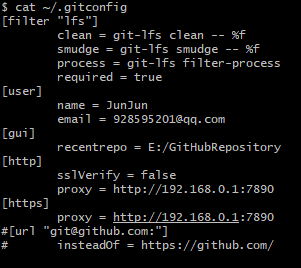 $ cat ~/.gitconfig
[filter "lfs"]
        clean = git-lfs clean -- %f
        smudge = git-lfs smudge -- %f
        process = git-lfs filter-process
        required = true
[user]
        name = JunJun
        email = 928595201@qq.com
[gui]
        recentrepo = E:/GitHubRepository
[http]
        sslVerify = false
        proxy = http://192.168.0.1:7890
[https]
        proxy = http://192.168.0.1:7890
#[url "git@github.com:"]
#       insteadOf = https://github.com/